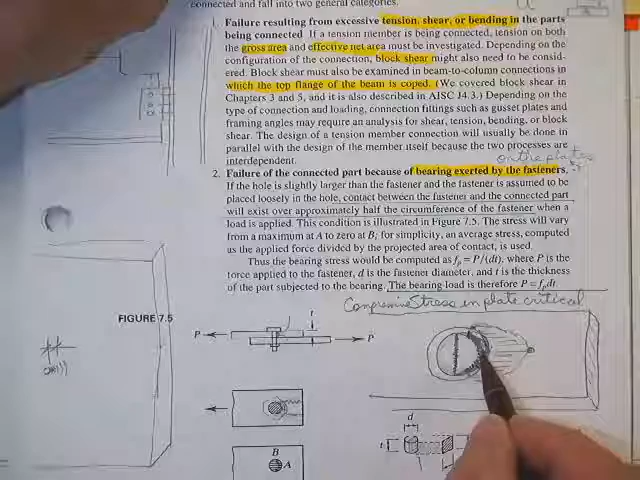 connected and fall into two general categories.
1. Failure resulting from excessive tension, shear, or bending in the parts
being connected If a tension member is being connected, tension on both
the gross area and effective net area must be investigated. Depending on the
configuration of the connection, block shear might also need to be consid-
ered. Block shear must also be examined in beam-to-column connections in
which the top flange of the beam is coped. (We covered block shear in
Chapters 3 and 5, and it is also described in AISC J4.3.) Depending on the
type of connection and loading, connection fittings such as gusset plates and
framing angles may require an analysis for shear, tension, bending, or block
shear. The design of a tension member connection will usually be done in
parallel with the design of the member itself because the two processes are
interdependent.
on the plates
2. Failure of the connected part because of bearing exerted by the fasteners.
If the hole is slightly larger than the fastener and the fastener is assumed to be
placed loosely in the hole, contact between the fastener and the connected part
will exist over approximately half the circumference of the fastener when a
load is applied. This condition is illustrated in Figure 7.5. The stress will vary
from a maximum at A to zero at B; for simplicity, an average stress, computed
as the applied force divided by the projected area of contact, is used.
Thus the bearing stress would be computed as fp = P/(dt), where P is the
force applied to the fastener, d is the fastener diameter, and t is the thickness
of the part subjected to the bearing. The bearing load is therefore P = fp dt.
Compressive Stress in plate critical
FIGURE 7.5
P
t
P
d
t
B
A